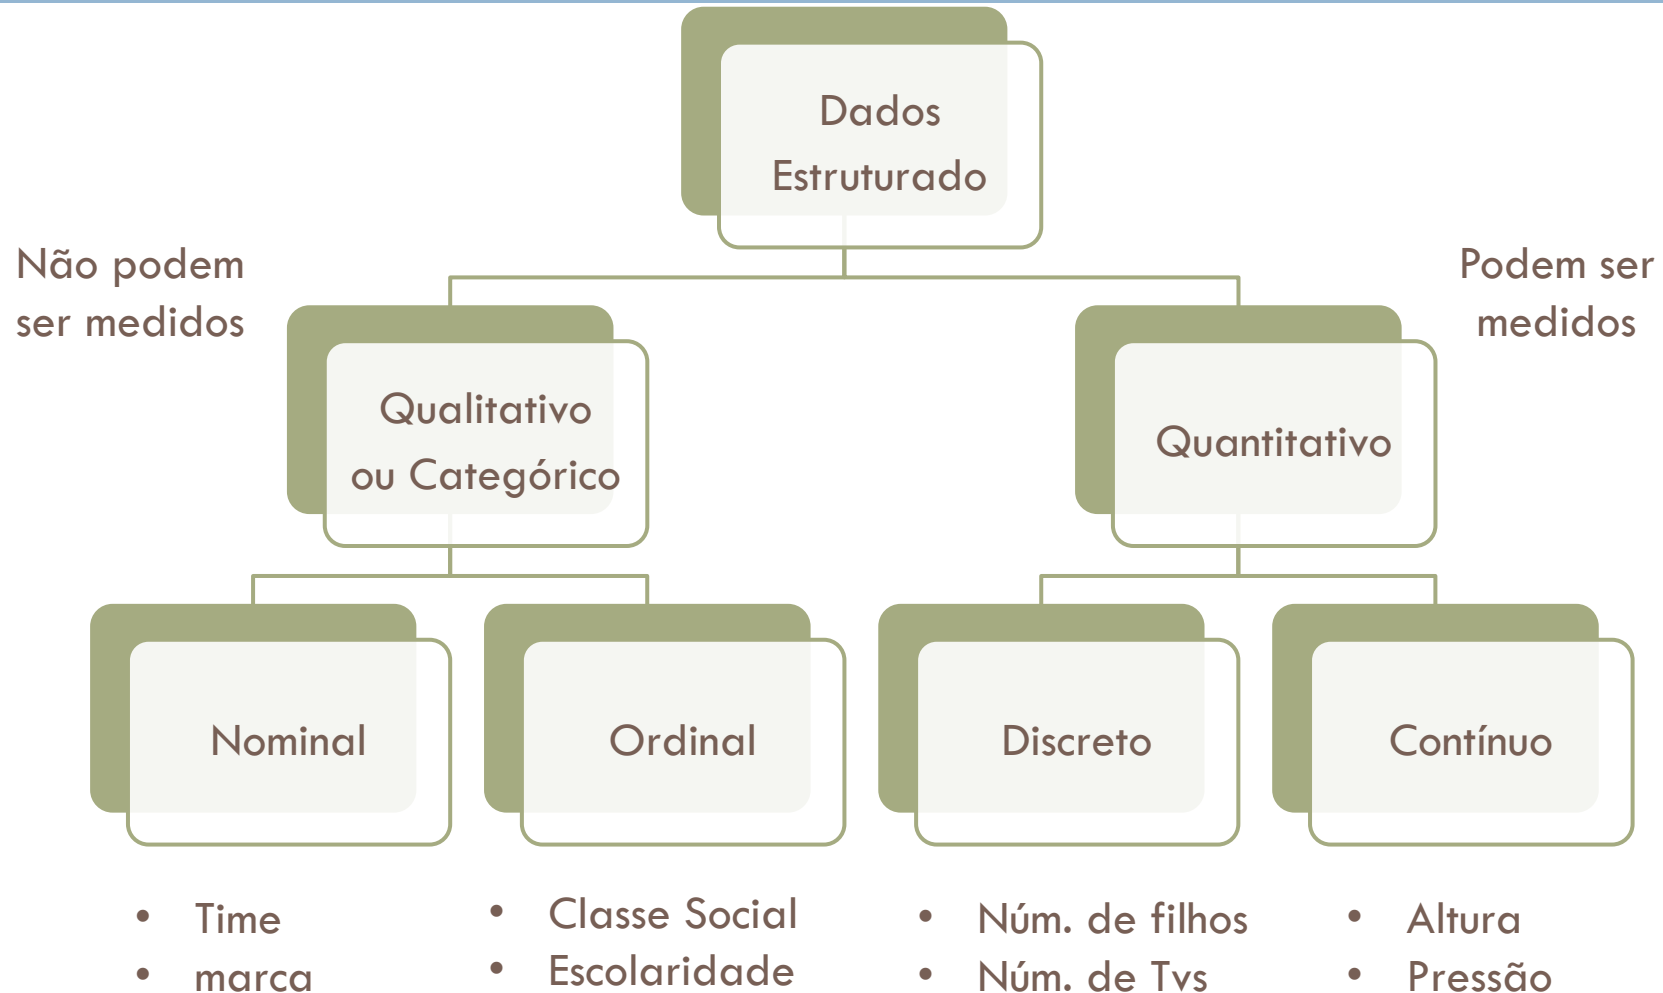 Dados
Estruturado
Não podem
ser medidos
Podem ser
medidos
Qualitativo
ou Categórico
Quantitativo
Nominal
Ordinal
Discreto
Contínuo
• Time
• marca
• Classe Social
• Escolaridade
• Núm. de filhos
• Núm. de Tvs
• Altura
• Pressão